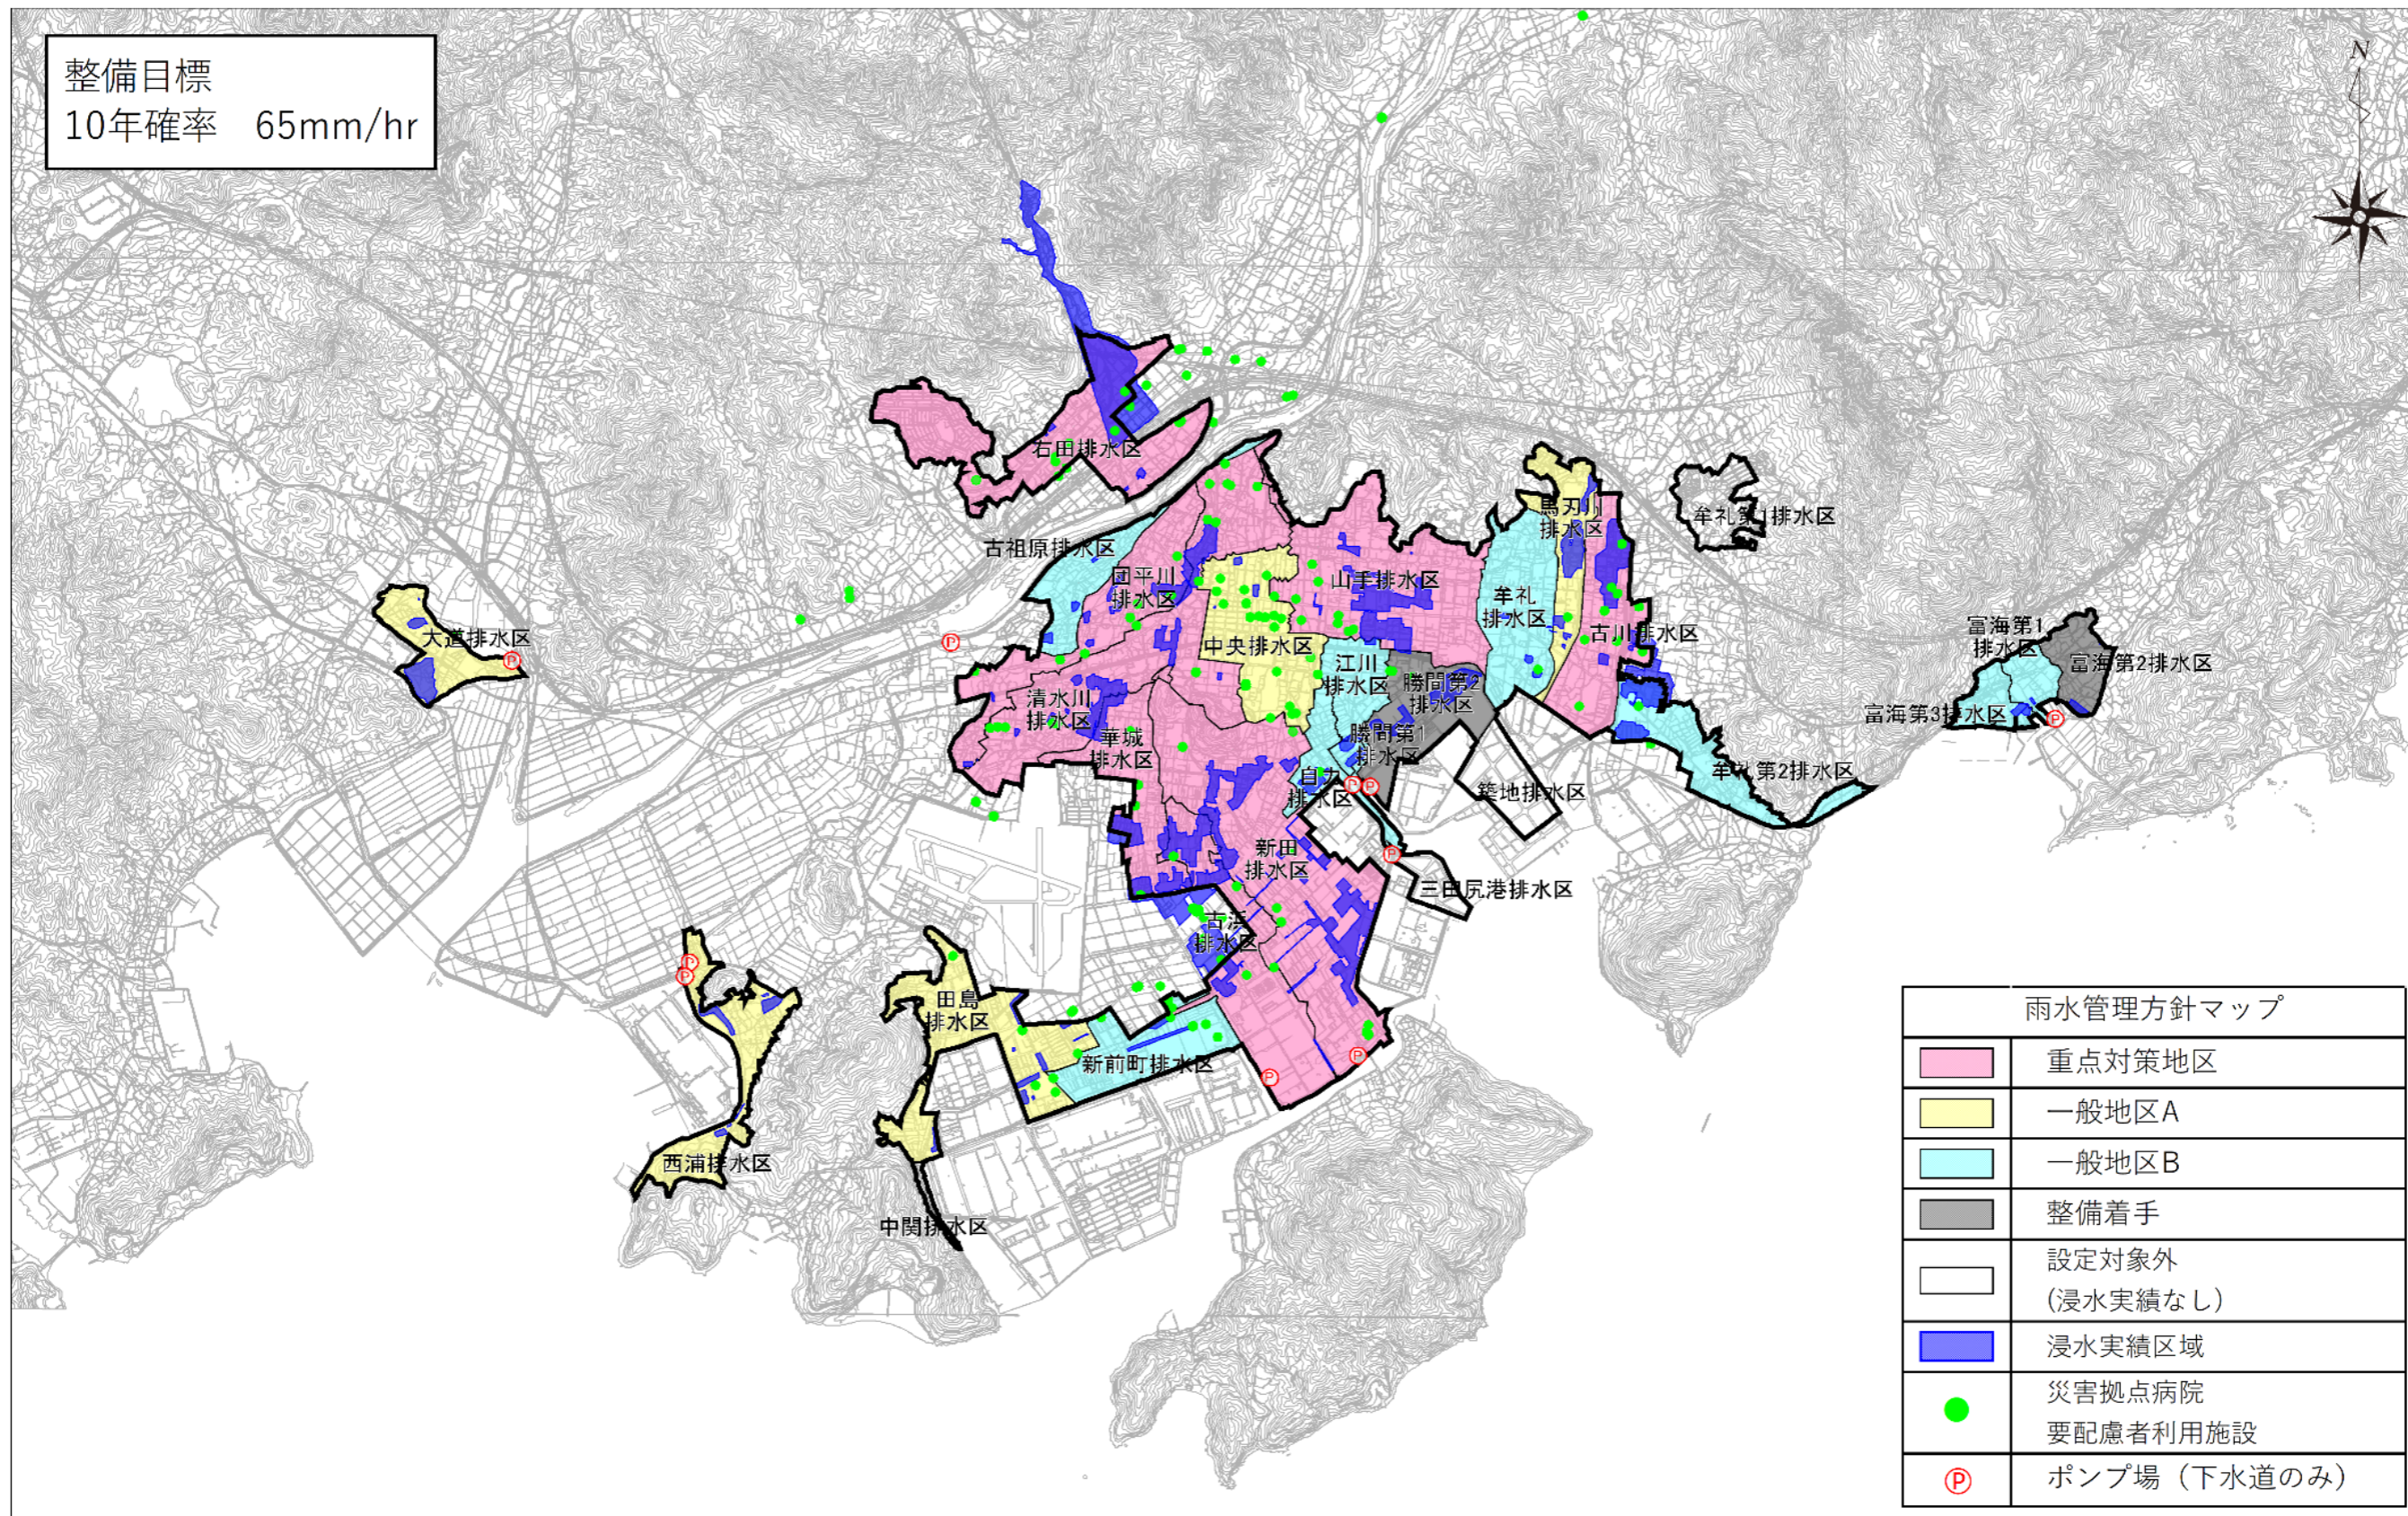 整備目標
10年確率　65mm/hr
N
右田排水区
古祖原排水区
団平川
排水区
山手排水区
馬刀川
排水区
牟礼第1排水区
牟礼
排水区
古川排水区
大道排水区
中央排水区
江川
排水区
勝間第2
排水区
富海第1
排水区
富海第2排水区
富海第3排水区
清水川
排水区
華城
排水区
勝間第1
排水区
自力
排水区
築地排水区
牟礼第2排水区
新田
排水区
三田尻港排水区
古浜
排水区
田島
排水区
新前町排水区
西浦排水区
中関排水区
P
P
P
P
P
P
P
P
P
P
雨水管理方針マップ
重点対策地区
一般地区A
一般地区B
整備着手
設定対象外
(浸水実績なし)
浸水実績区域
災害拠点病院
要配慮者利用施設
P
ポンプ場（下水道のみ）